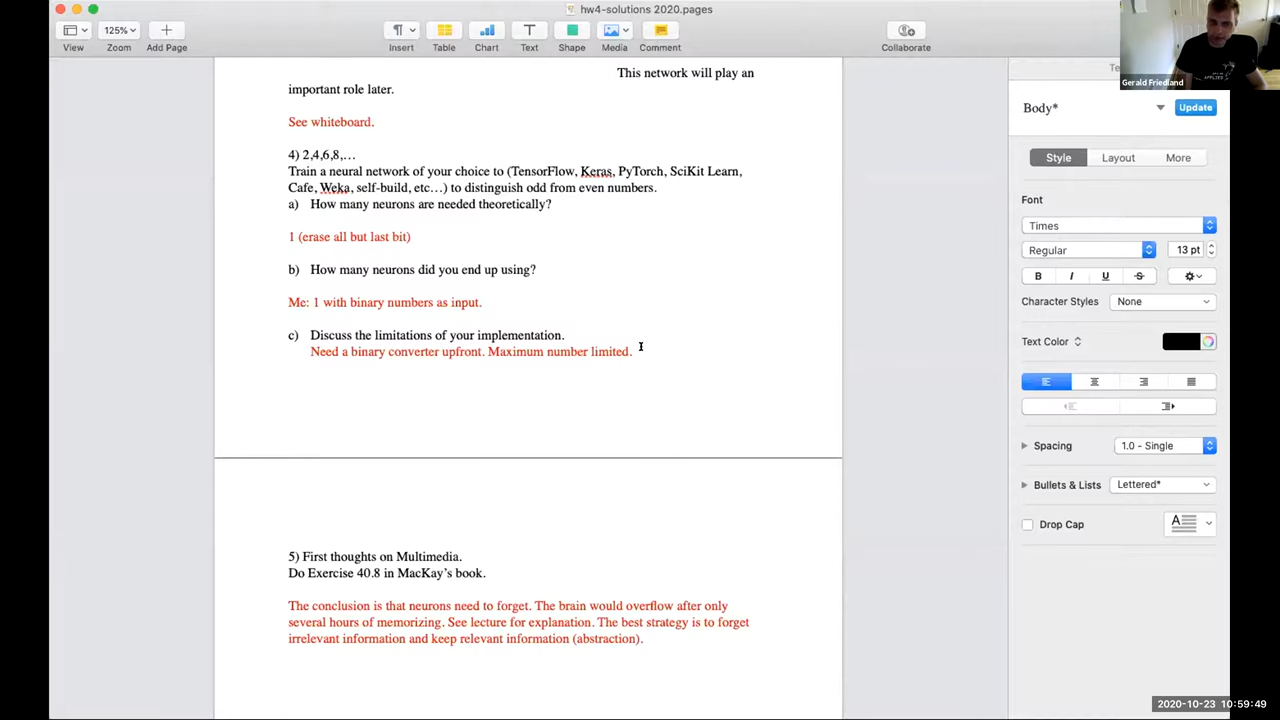 hw4-solutions 2020.pages
125%
View
Zoom
Add Page
Insert
Table
Chart
Text
Shape
Media
Comment
Collaborate
Gerald Friedland
This network will play an
important role later.
See whiteboard.
4) 2,4,6,8,…
Train a neural network of your choice to (TensorFlow, Keras, PyTorch, SciKit Learn,
Cafe, Weka, self-build, etc…) to distinguish odd from even numbers.
a) How many neurons are needed theoretically?
1 (erase all but last bit)
b) How many neurons did you end up using?
Me: 1 with binary numbers as input.
c) Discuss the limitations of your implementation.
Need a binary converter upfront. Maximum number limited.
5) First thoughts on Multimedia.
Do Exercise 40.8 in MacKay’s book.
The conclusion is that neurons need to forget. The brain would overflow after only
several hours of memorizing. See lecture for explanation. The best strategy is to forget
irrelevant information and keep relevant information (abstraction).
Body*
Update
Style
Layout
More
Font
Times
Regular
13 pt
B I U S
Character Styles
None
Text Color
Spacing
1.0 - Single
Bullets & Lists
Lettered*
Drop Cap
A
2020-10-23 10:59:49